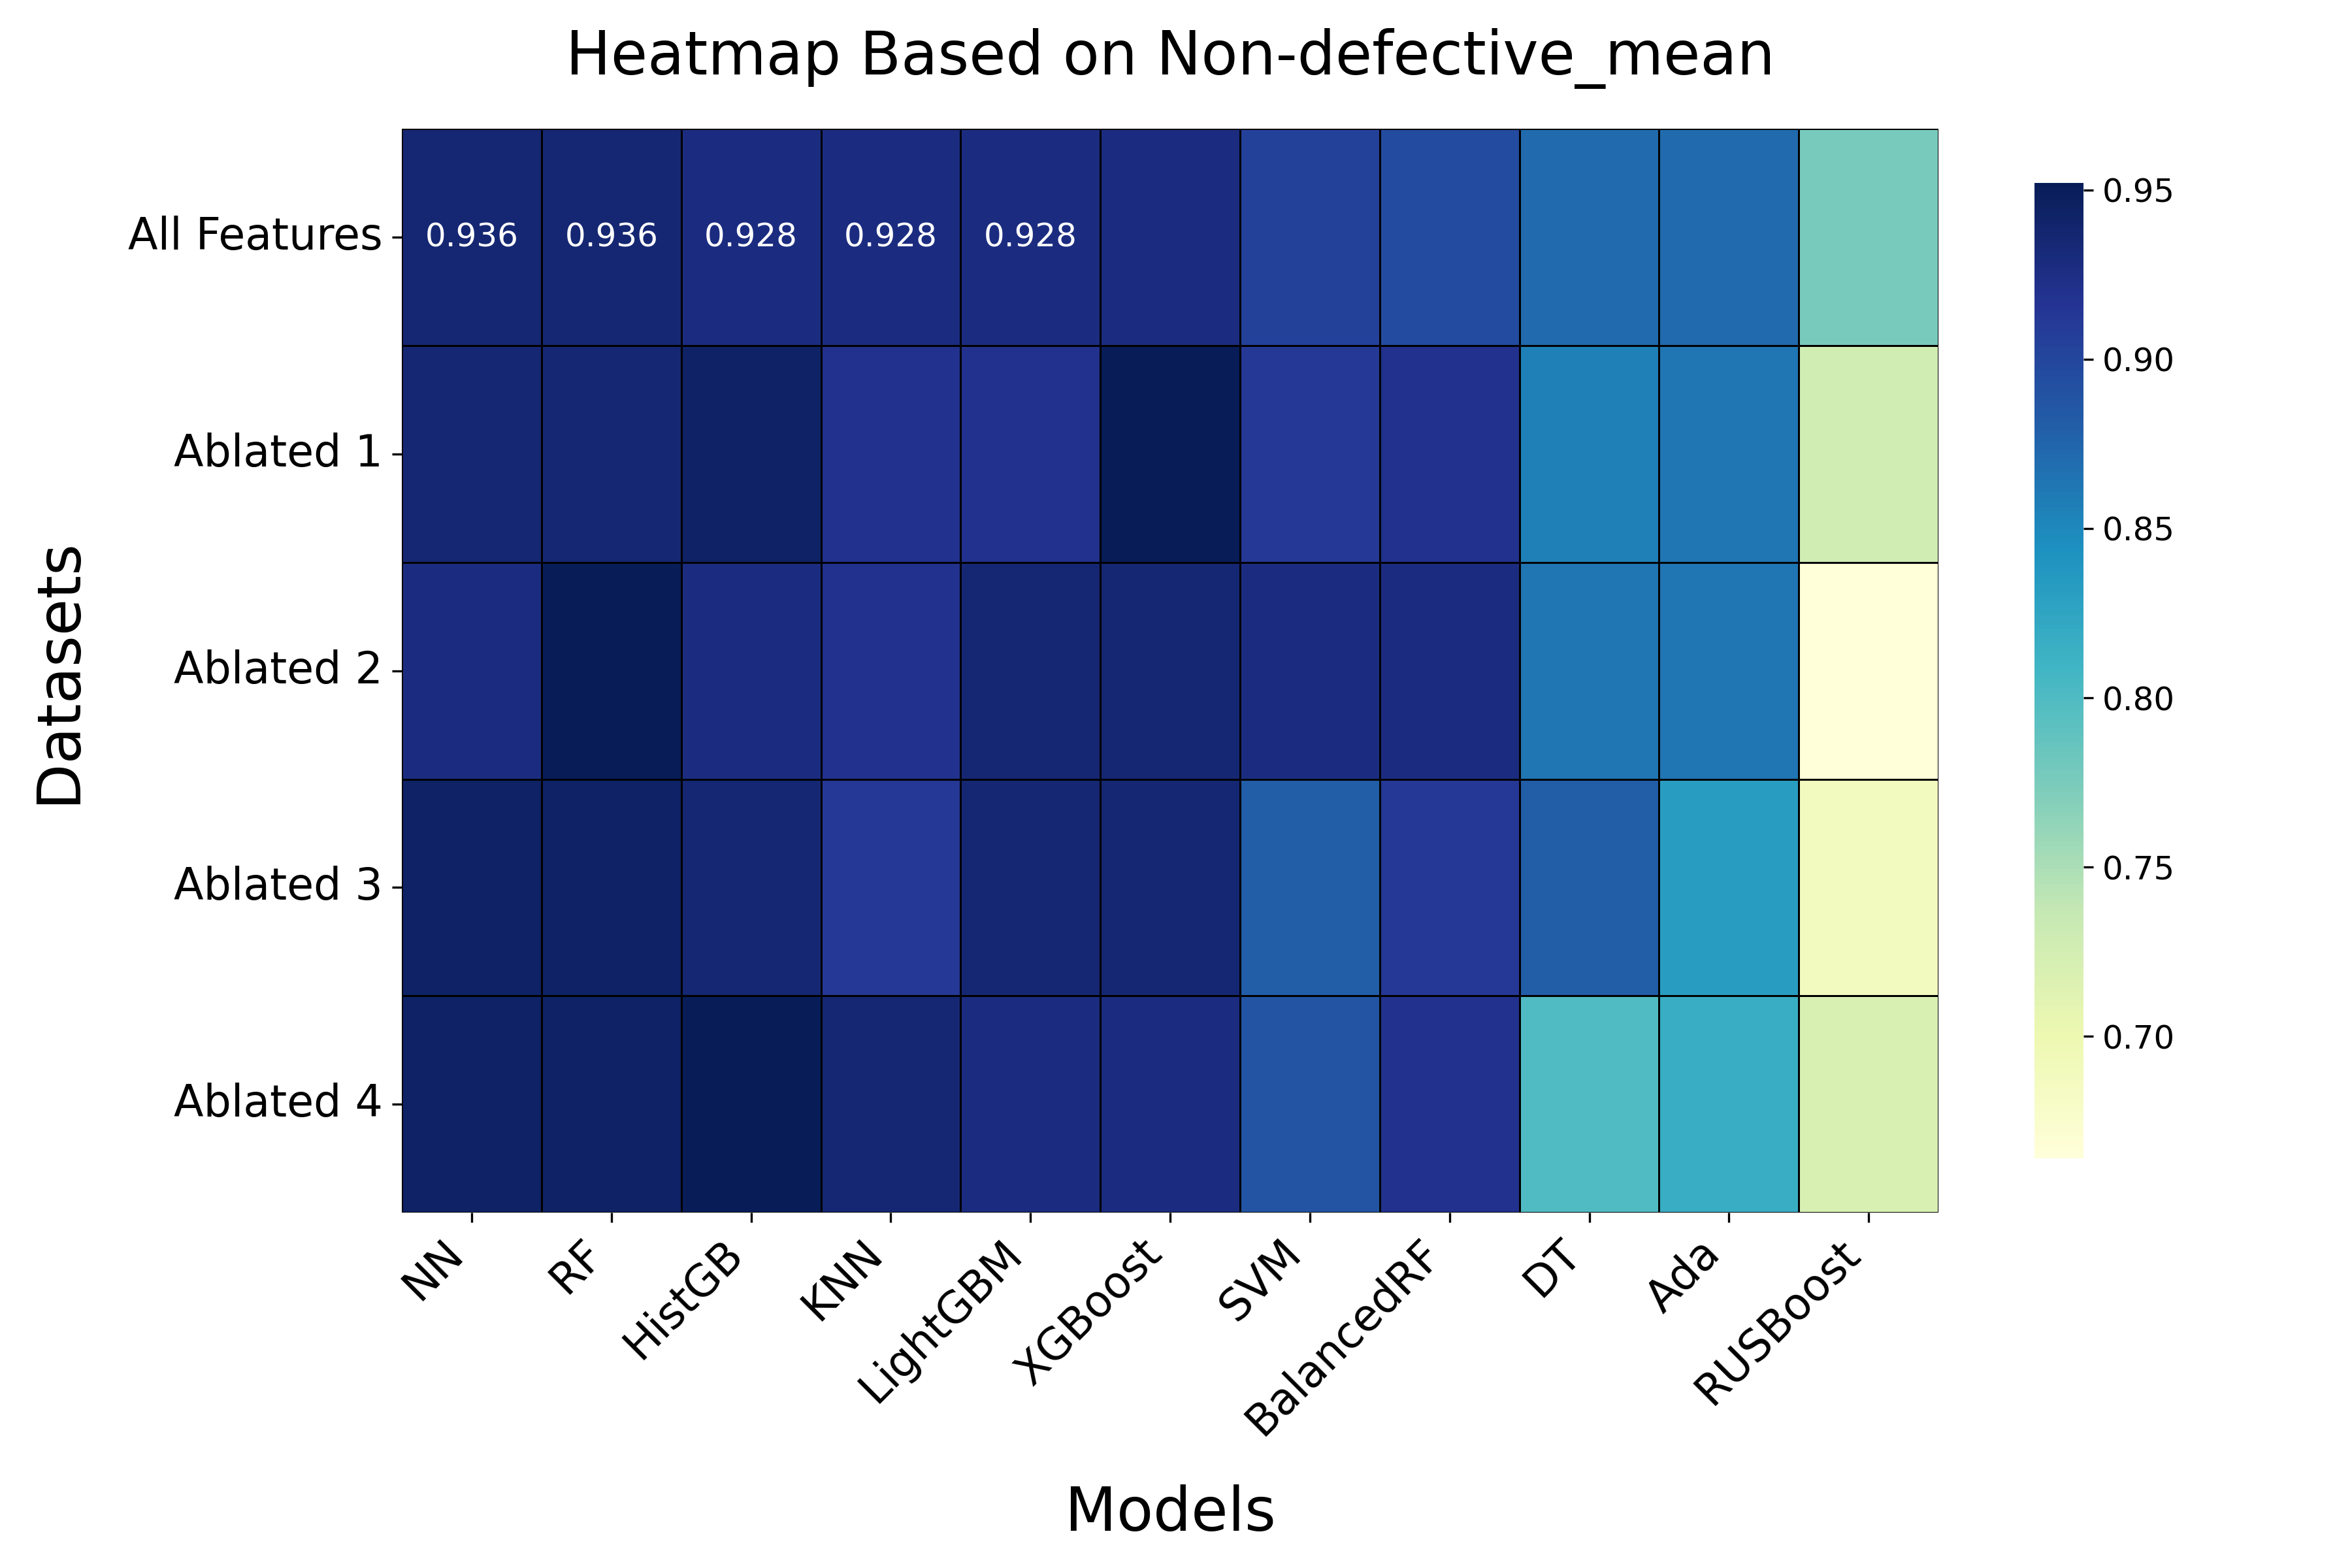 Heatmap Based on Non-defective_mean
Datasets
All Features
0.936 0.936 0.928 0.928 0.928
Ablated 1
Ablated 2
Ablated 3
Ablated 4
NN RF HistGB KNN LightGBM XGBoost SVM BalancedRF DT Ada RUSBoost
Models
0.95
0.90
0.85
0.80
0.75
0.70